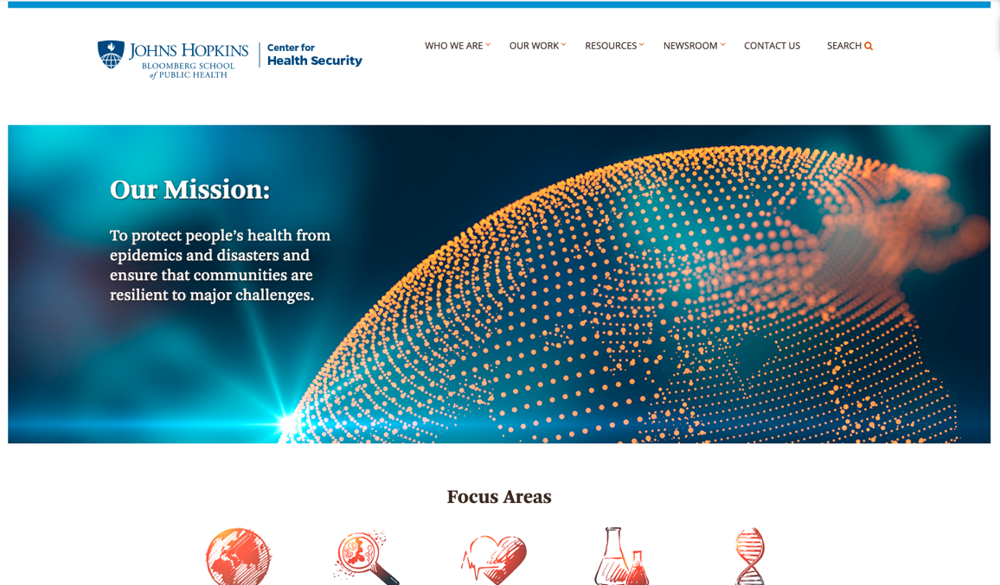 JOHNS HOPKINS
BLOOMBERG SCHOOL
of PUBLIC HEALTH
Center for
Health Security
WHO WE ARE
OUR WORK
RESOURCES
NEWSROOM
CONTACT US
SEARCH
Our Mission:
To protect people’s health from
epidemics and disasters and
ensure that communities are
resilient to major challenges.
Focus Areas